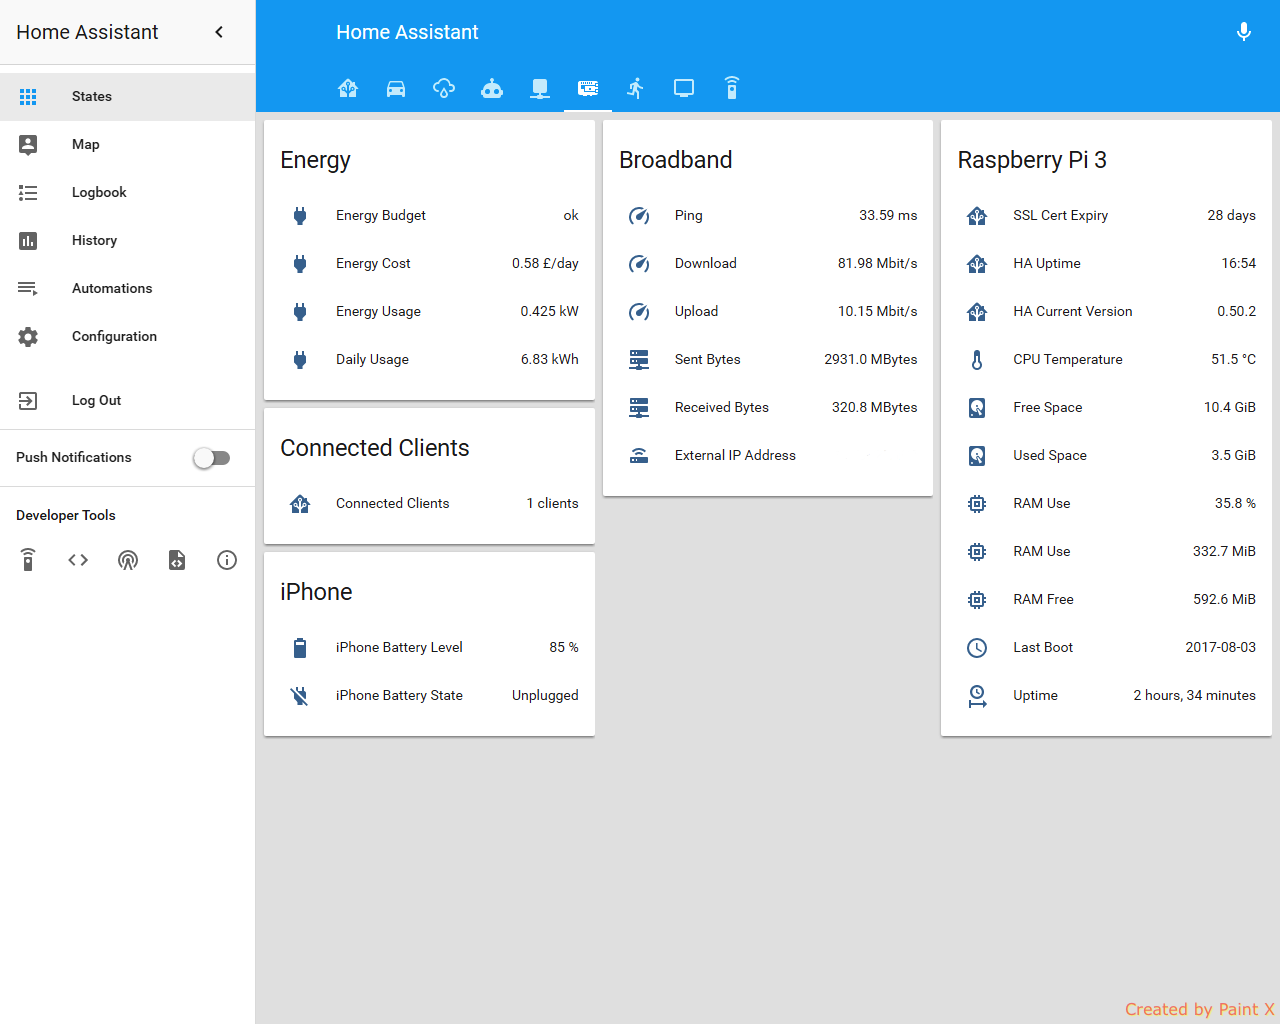 Home Assistant
States
Map
Logbook
History
Automations
Configuration
Log Out
Push Notifications
Developer Tools
Home Assistant
Energy
Energy Budget ok
Energy Cost 0.58 £/day
Energy Usage 0.425 kW
Daily Usage 6.83 kWh
Connected Clients
Connected Clients 1 clients
iPhone
iPhone Battery Level 85 %
iPhone Battery State Unplugged
Broadband
Ping 33.59 ms
Download 81.98 Mbit/s
Upload 10.15 Mbit/s
Sent Bytes 2931.0 MBytes
Received Bytes 320.8 MBytes
External IP Address
Raspberry Pi 3
SSL Cert Expiry 28 days
HA Uptime 16:54
HA Current Version 0.50.2
CPU Temperature 51.5 °C
Free Space 10.4 GiB
Used Space 3.5 GiB
RAM Use 35.8 %
RAM Use 332.7 MiB
RAM Free 592.6 MiB
Last Boot 2017-08-03
Uptime 2 hours, 34 minutes
Created by Paint X